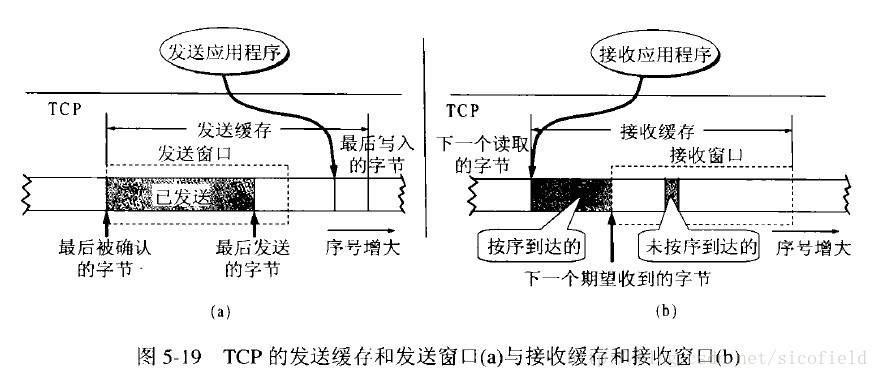 发送应用程序
TCP
发送缓存
最后写入
的字节
发送窗口
已发送
最后被确认
的字节
最后发送
的字节
序号增大
(a)
接收应用程序
TCP
下一个读取
的字节
接收缓存
接收窗口
按序到达的
未按序到达的
序号增大
下一个期望收到的字节
(b)
图 5-19 TCP 的发送缓存和发送窗口(a)与接收缓存和接收窗口(b)